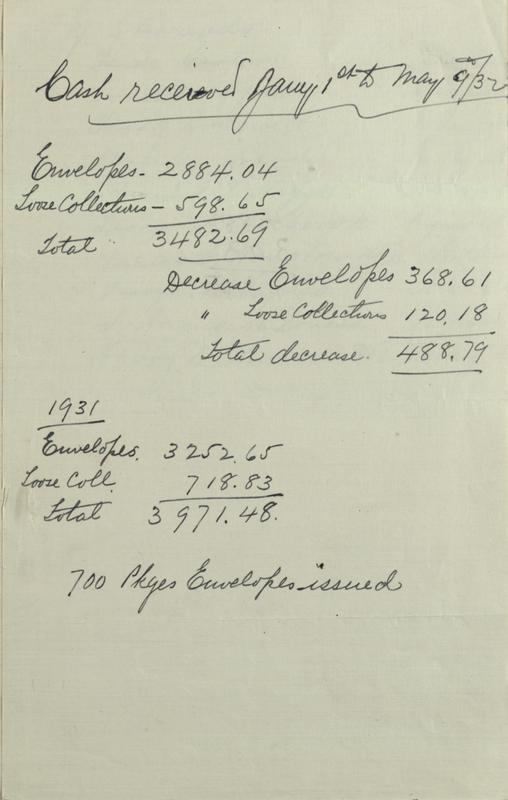 Cash received Jany, 1st to May 9th/32
Envelopes - 2884.04
Loose Collections - 598.65
Total 3482.69
Decrease Envelopes 368.61
" Loose Collections 120.18
Total decrease. 488.79
1931
Envelopes. 3252.65
Loose Coll. 718.83
Total 3971.48.
700 Pkges Envelopes issued